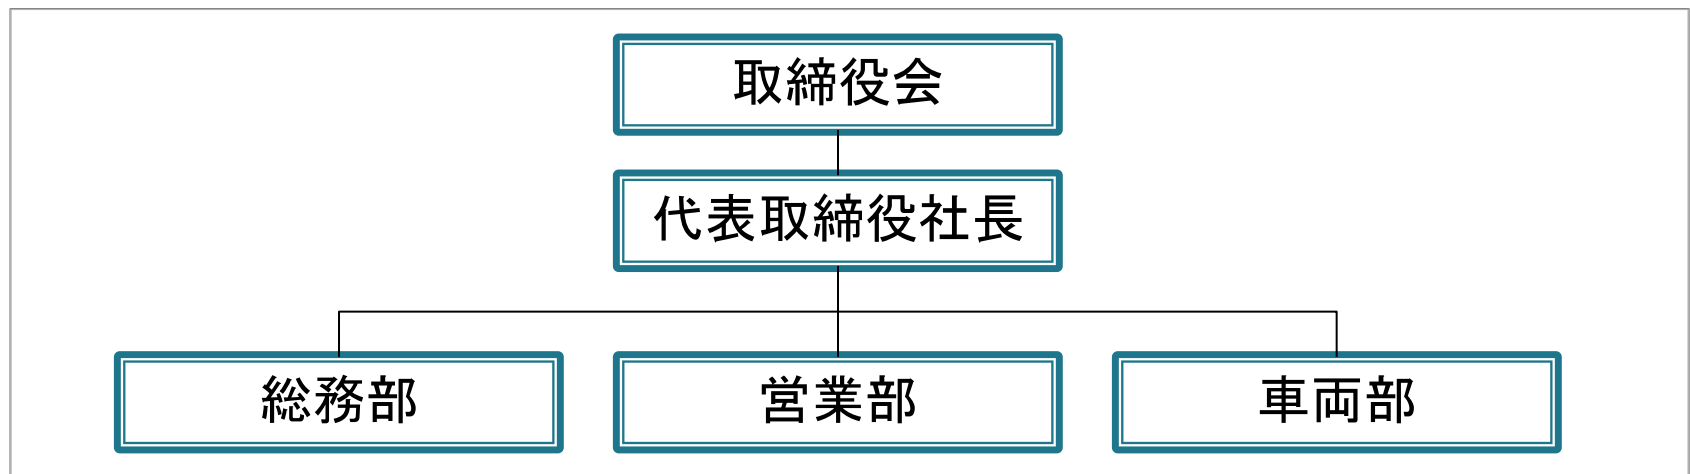 取締役会
代表取締役社長
総務部
営業部
車両部